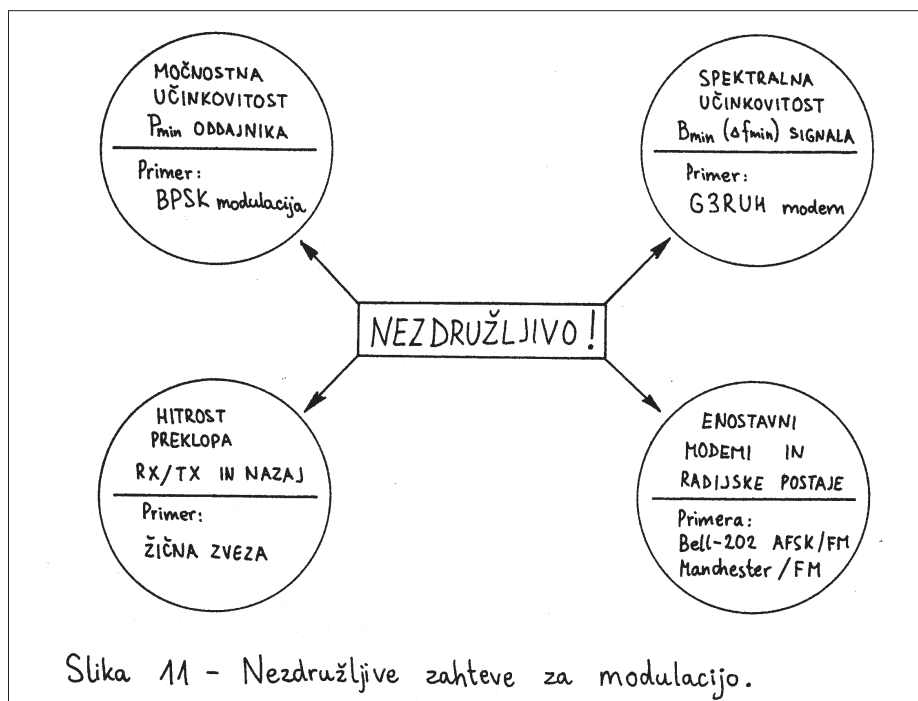 MOČNOSTNA
UČINKOVITOST
Pmin ODDAJNIKA
Primer:
BPSK modulacija
SPEKTRALNA
UČINKOVITOST
Bmin (Δfmin) SIGNALA
Primer:
G3RUH modem
NEZDRUŽLJIVO!
HITROST
PREKLOPA
RX/TX IN NAZAJ
Primer:
ŽIČNA ZVEZA
ENOSTAVNI
MODEMI IN
RADIJSKE POSTAJE
Primera:
Bell-202 AFSK/FM
Manchester/FM
Slika 11 - Nezdružljive zahteve za modulacijo.